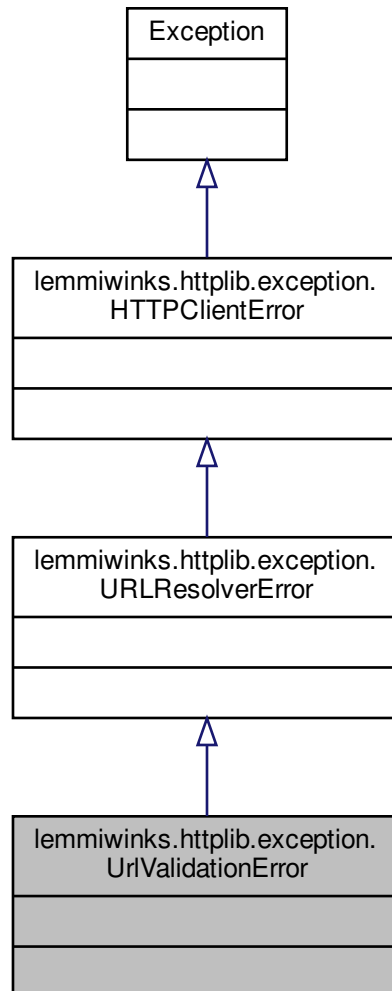 Exception
lemmiwinks.httplib.exception.
HTTPClientError
lemmiwinks.httplib.exception.
URLResolverError
lemmiwinks.httplib.exception.
UrlValidationError